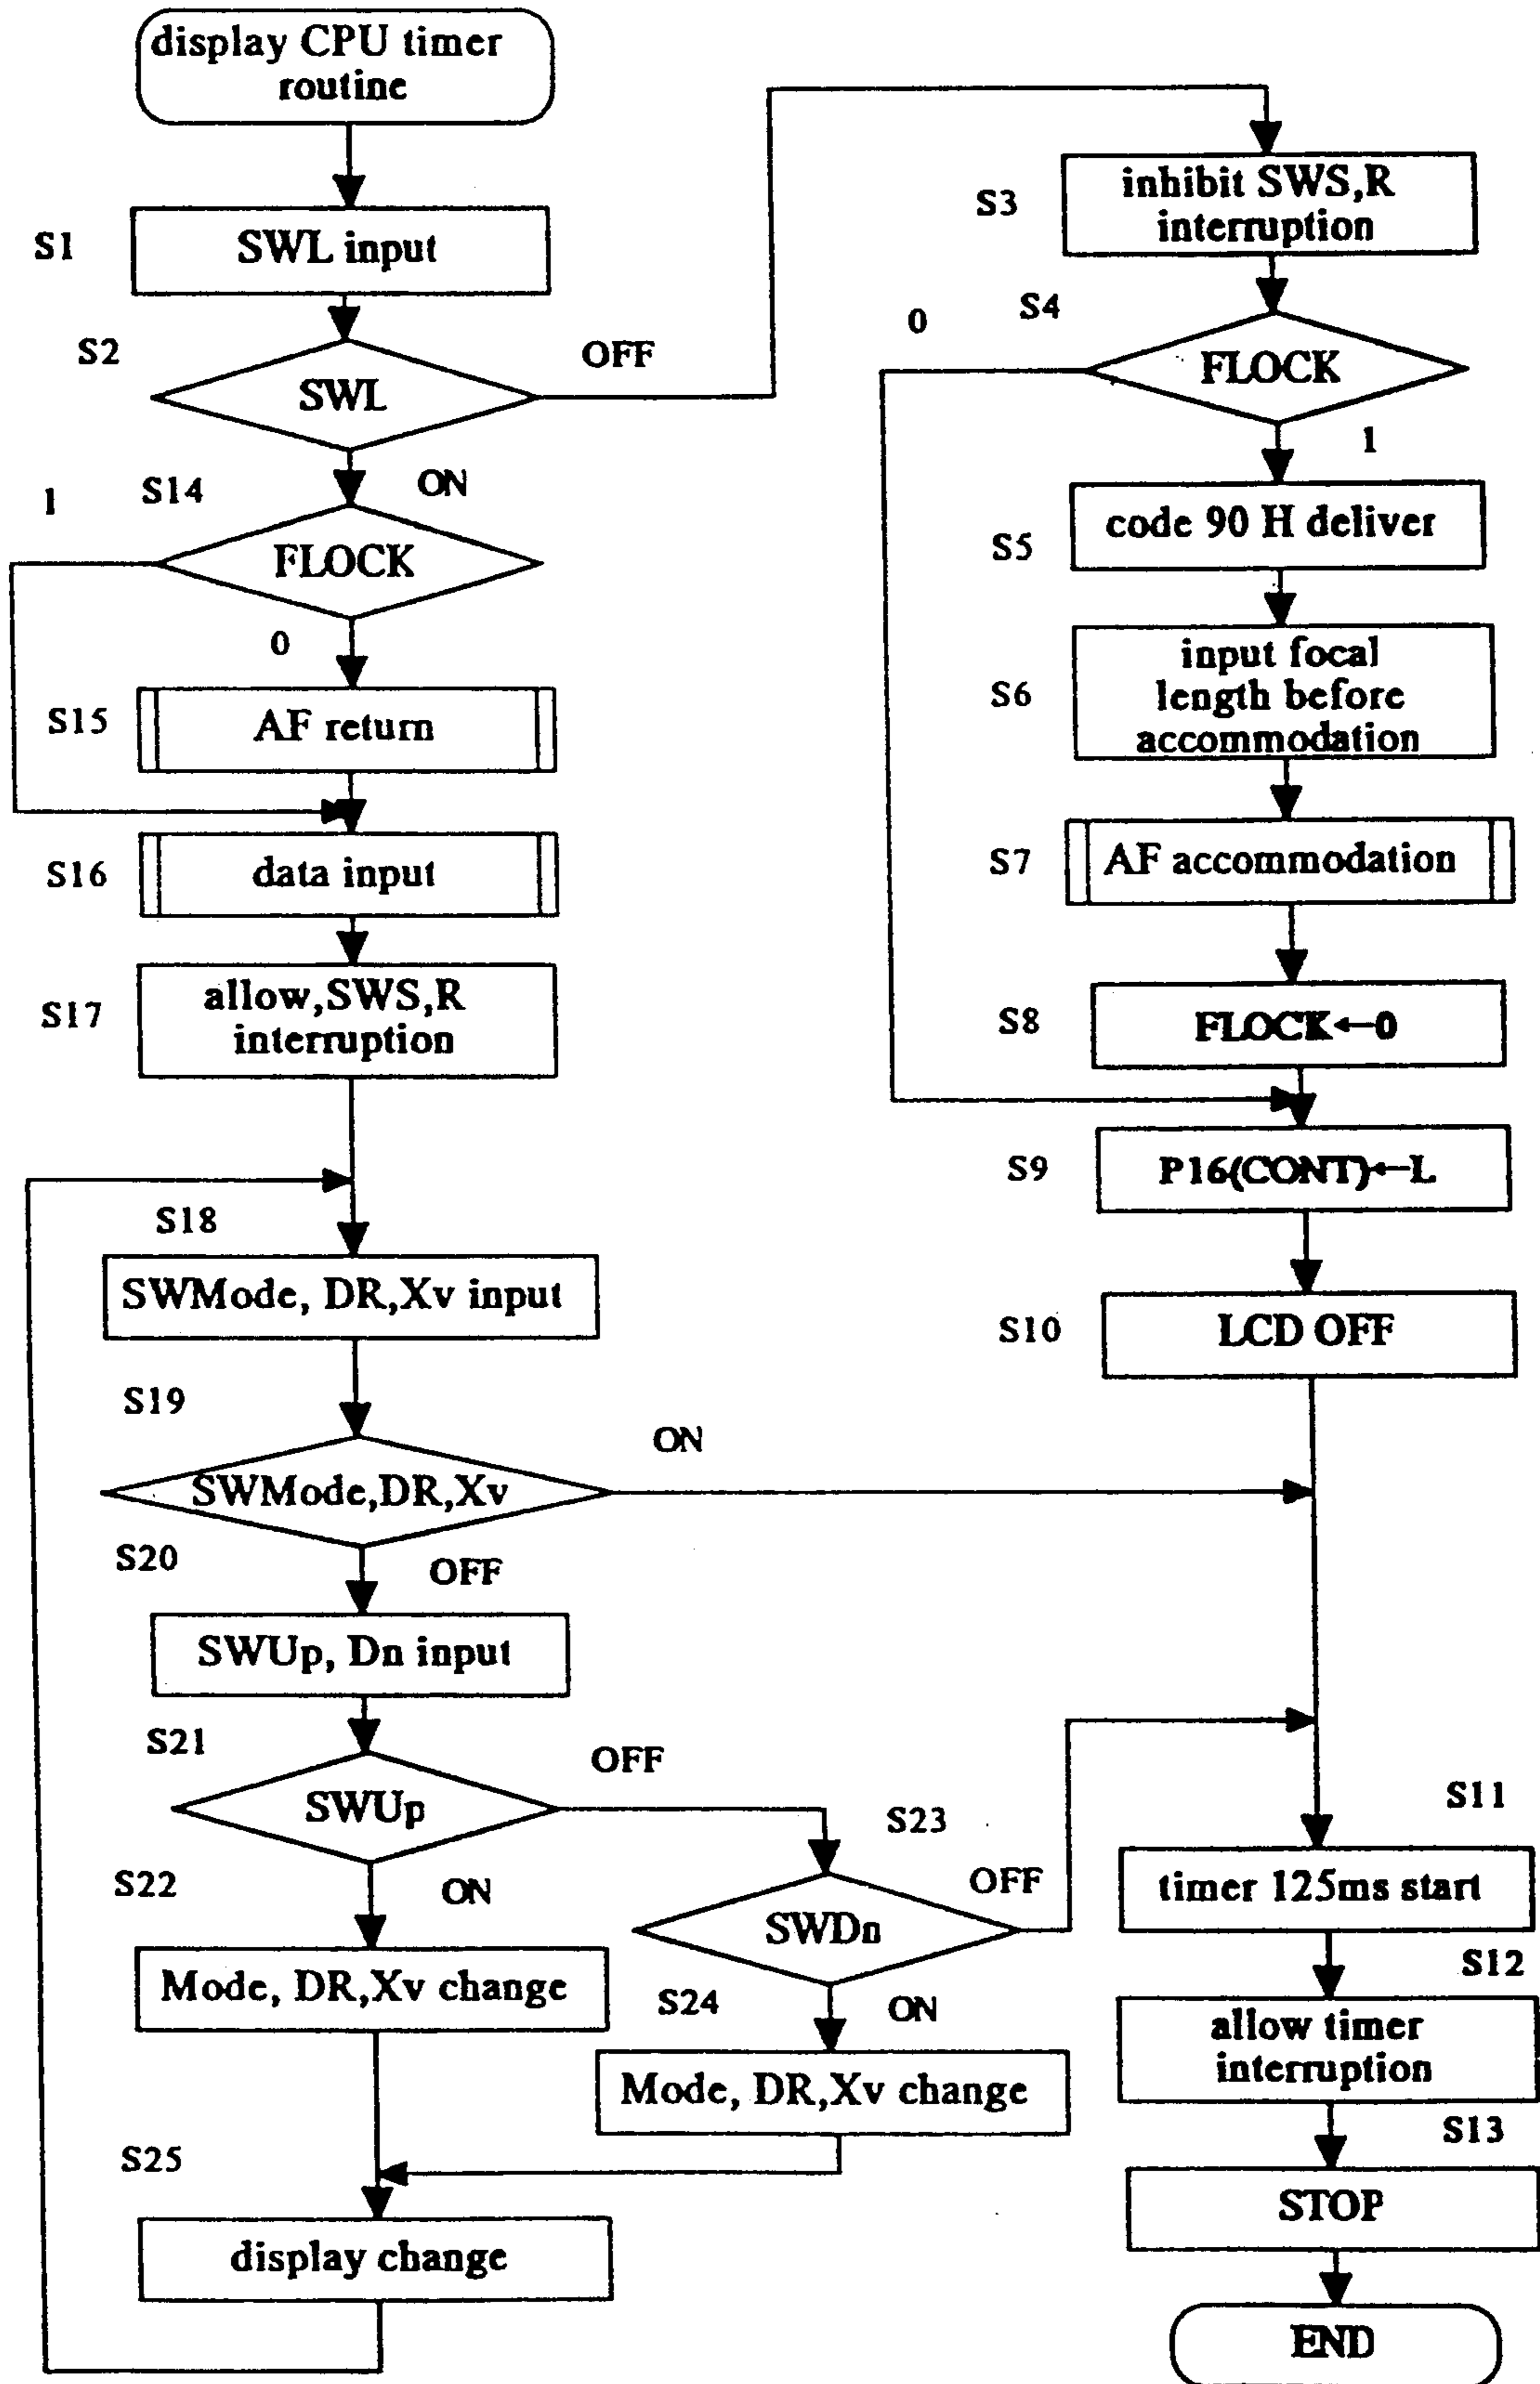 display CPU timer
routine
S1
SWL input
S2
SWL
OFF
ON
S14
1
FLOCK
0
S15
AF return
S16
data input
S17
allow,SWS,R
interruption
S18
SWMode, DR,Xv input
S19
SWMode,DR,Xv
ON
S20
OFF
SWUp, Dn input
S21
SWUp
OFF
S22
ON
Mode, DR,Xv change
S23
SWDn
OFF
S24
ON
Mode, DR,Xv change
S25
display change
S3
inhibit SWS,R
interruption
S4
0
FLOCK
1
S5
code 90 H deliver
S6
input focal
length before
accommodation
S7
AF accommodation
S8
FLOCK←0
S9
P16(CONT)←L
S10
LCD OFF
S11
timer 125ms start
S12
allow timer
interruption
S13
STOP
END